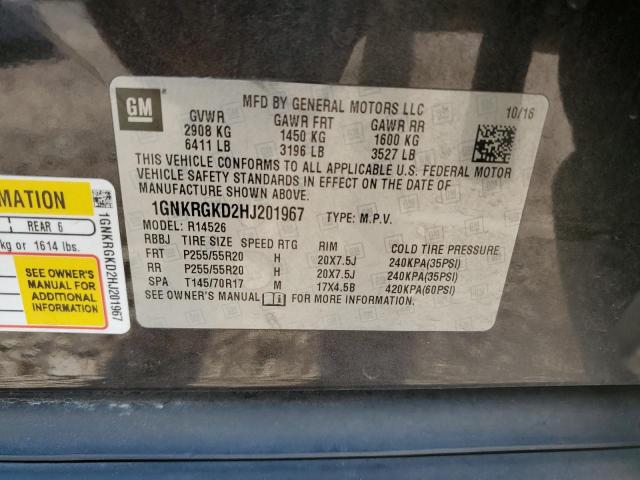 GM
MFD BY GENERAL MOTORS LLC
10/16
GVWR GAWR FRT GAWR RR
2908 KG 1450 KG 1600 KG
6411 LB 3196 LB 3527 LB
THIS VEHICLE CONFORMS TO ALL APPLICABLE U.S. FEDERAL MOTOR
VEHICLE SAFETY STANDARDS IN EFFECT ON THE DATE OF
MANUFACTURE SHOWN ABOVE.
1GNKRGKD2HJ201967 TYPE: M.P.V.
MODEL: R14526
RBBJ TIRE SIZE SPEED RTG RIM COLD TIRE PRESSURE
FRT P255/55R20 H 20X7.5J 240KPA(35PSI)
RR P255/55R20 H 20X7.5J 240KPA(35PSI)
SPA T145/70R17 M 17X4.5B 420KPA(60PSI)
SEE OWNER'S MANUAL FOR MORE INFORMATION.
RMATION
REAR 6
kg or 1614 lbs.
SEE OWNER'S
MANUAL FOR
ADDITIONAL
INFORMATION
1GNKRGKD2HJ201967